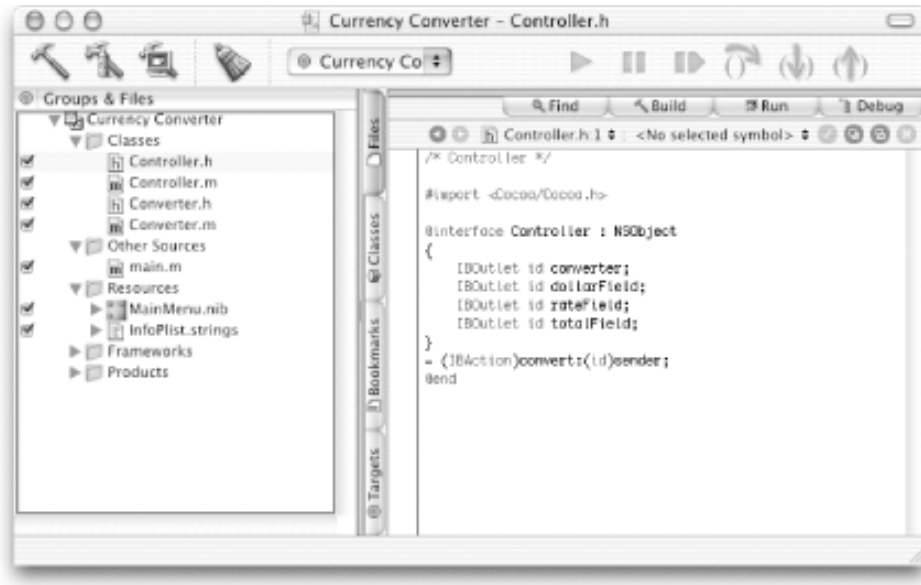 Currency Converter – Controller.h
Currency Co
Groups & Files
Currency Converter
Classes
Controller.h
Controller.m
Converter.h
Converter.m
Other Sources
main.m
Resources
MainMenu.nib
InfoPlist.strings
Frameworks
Products
Files
Classes
Bookmarks
Targets
Find
Build
Run
Debug
Controller.h:1
<No selected symbol>
/* Controller */
#import <Cocoa/Cocoa.h>
@interface Controller : NSObject
{
IBOutlet id converter;
IBOutlet id dollarField;
IBOutlet id rateField;
IBOutlet id totalField;
}
- (IBAction)convert:(id)sender;
@end